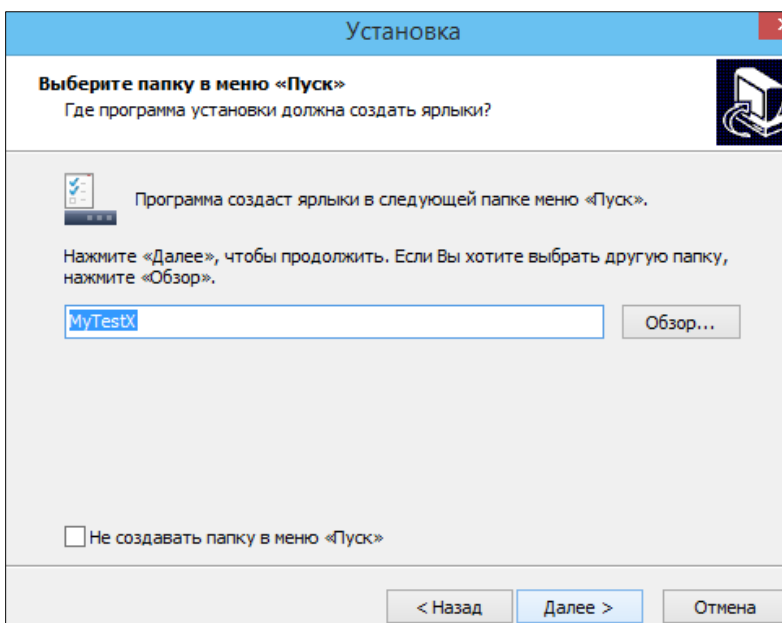 Установка
Выберите папку в меню «Пуск»
Где программа установки должна создать ярлыки?
Программа создаст ярлыки в следующей папке меню «Пуск».
Нажмите «Далее», чтобы продолжить. Если Вы хотите выбрать другую папку,
нажмите «Обзор».
MyTestX
Обзор...
Не создавать папку в меню «Пуск»
< Назад
Далее >
Отмена